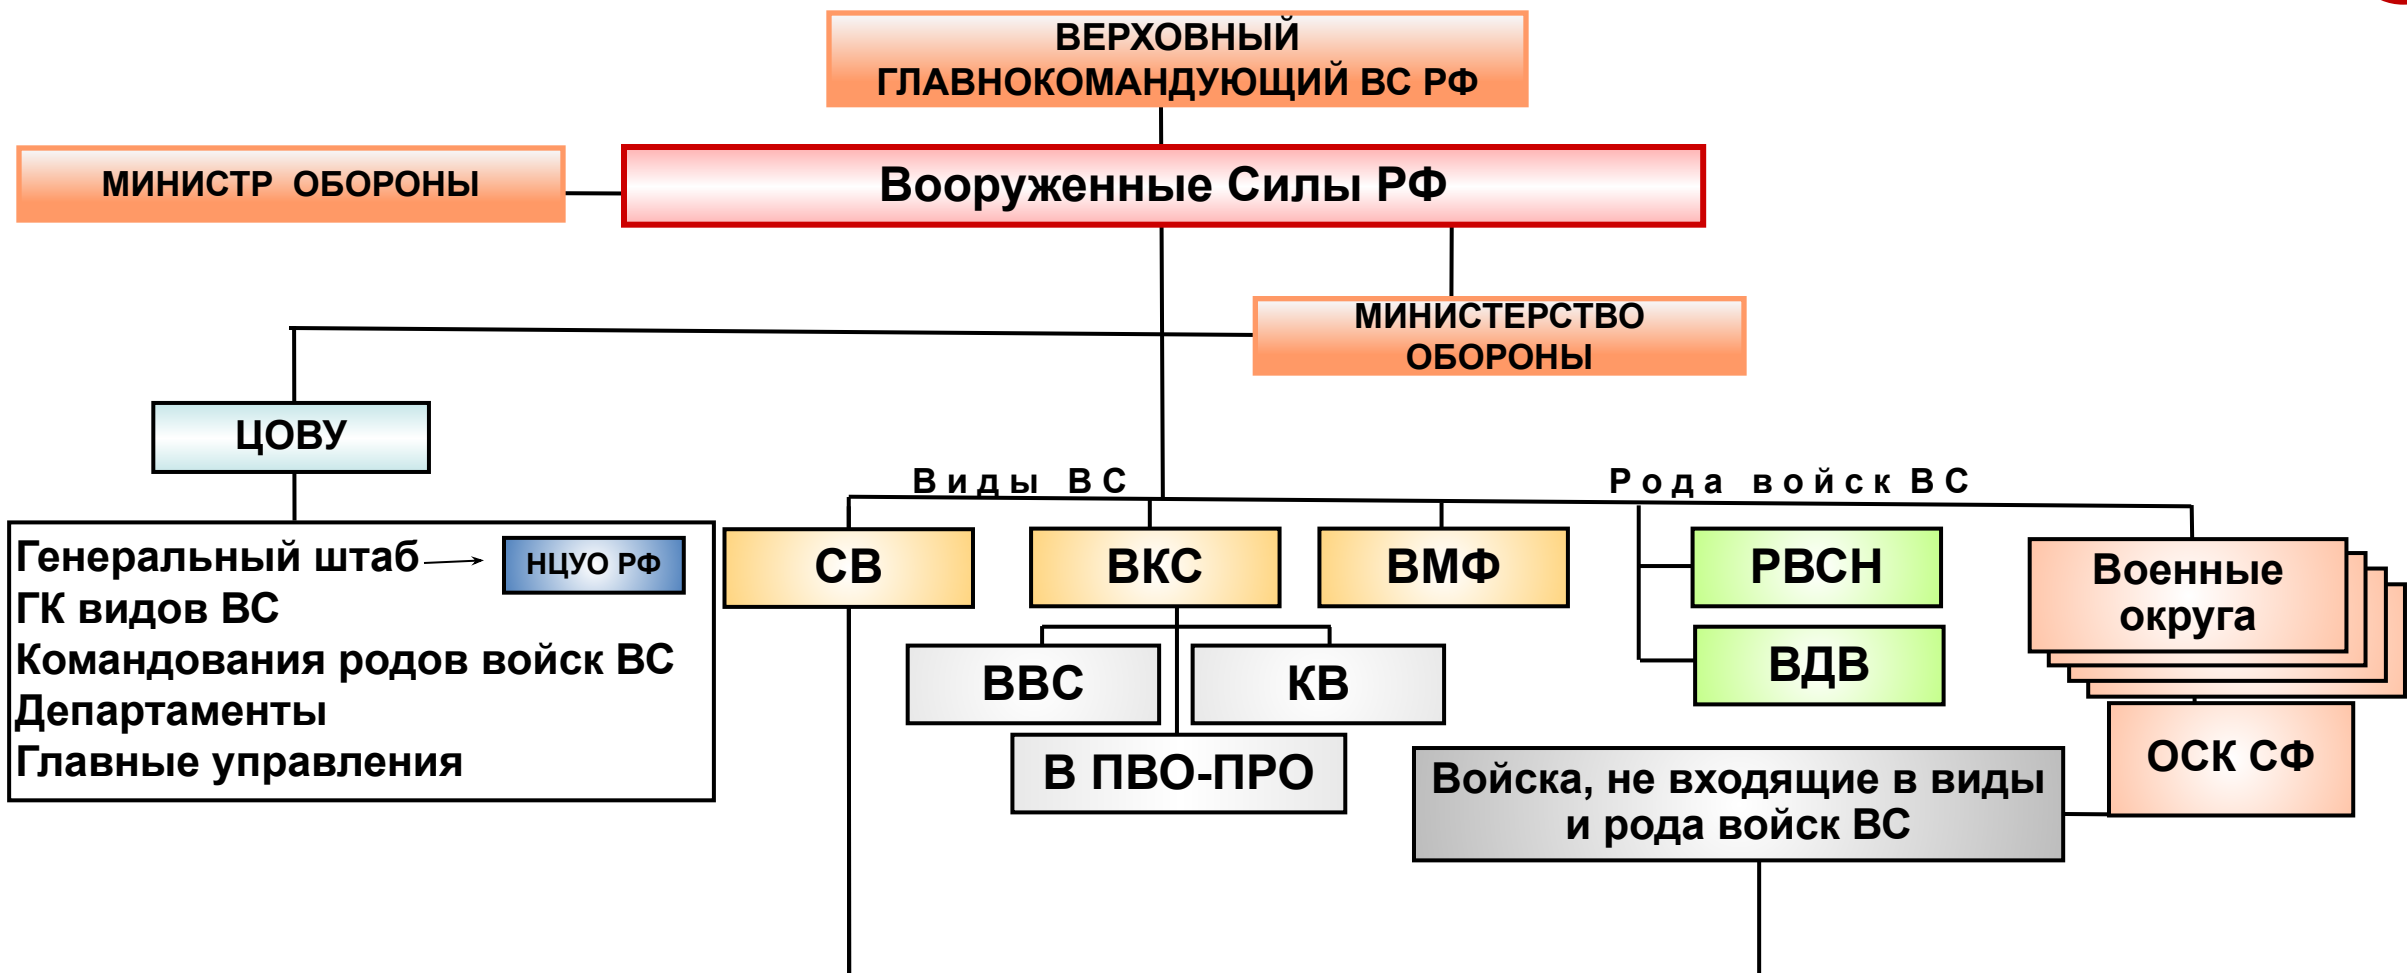 ВЕРХОВНЫЙ
ГЛАВНОКОМАНДУЮЩИЙ ВС РФ
МИНИСТР ОБОРОНЫ
Вооруженные Силы РФ
МИНИСТЕРСТВО
ОБОРОНЫ
ЦОВУ
Виды ВС
Рода войск ВС
Генеральный штаб
НЦУО РФ
ГК видов ВС
Командования родов войск ВС
Департаменты
Главные управления
СВ
ВКС
ВМФ
РВСН
Военные
округа
ВВС
КВ
ВДВ
В ПВО-ПРО
ОСК СФ
Войска, не входящие в виды
и рода войск ВС